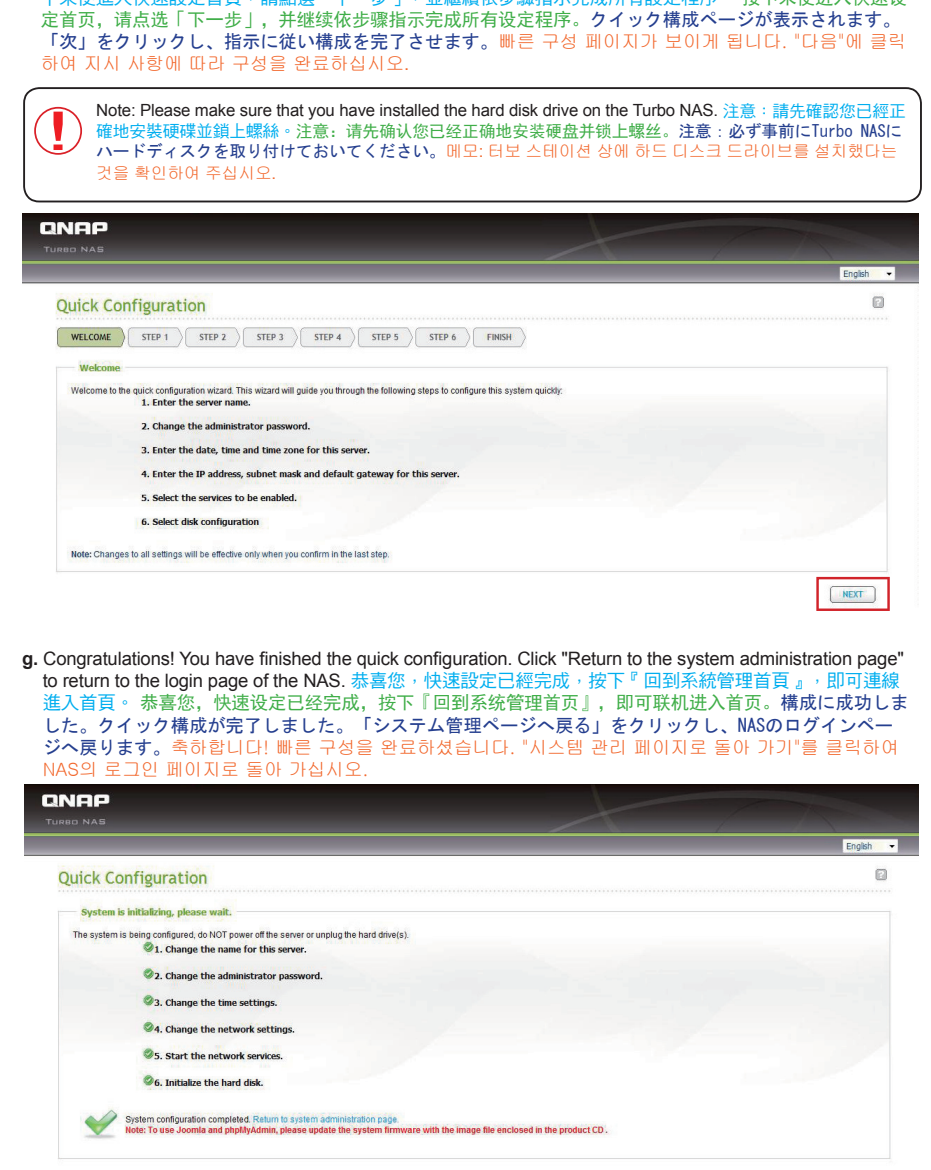 定首页，请点选「下一步」，并继续依步骤指示完成所有设定程序。クイック構成ページが表示されます。
「次」をクリックし、指示に従い構成を完了させます。빠른 구성 페이지가 보이게 됩니다. "다음"에 클릭
하여 지시 사항에 따라 구성을 완료하십시오.
Note: Please make sure that you have installed the hard disk drive on the Turbo NAS. 注意：請先確認您已經正
確地安裝硬碟並鎖上螺絲。注意：请先确认您已经正确地安装硬盘并锁上螺丝。注意：必ず事前にTurbo NASに
ハードディスクを取り付けておいてください。메모: 터보 스테이션 상에 하드 디스크 드라이브를 설치했다는
것을 확인하여 주십시오.
QNAP
TURBO NAS
English
Quick Configuration
WELCOME STEP 1 STEP 2 STEP 3 STEP 4 STEP 5 STEP 6 FINISH
Welcome
Welcome to the quick configuration wizard. This wizard will guide you through the following steps to configure this system quickly:
1. Enter the server name.
2. Change the administrator password.
3. Enter the date, time and time zone for this server.
4. Enter the IP address, subnet mask and default gateway for this server.
5. Select the services to be enabled.
6. Select disk configuration
Note: Changes to all settings will be effective only when you confirm in the last step.
NEXT
g. Congratulations! You have finished the quick configuration. Click "Return to the system administration page"
to return to the login page of the NAS. 恭喜您，快速設定已經完成，按下『回到系統管理首頁』，即可連線
進入首頁。 恭喜您，快速设定已经完成，按下『回到系统管理首页』，即可联机进入首页。構成に成功しま
した。クイック構成が完了しました。「システム管理ページへ戻る」をクリックし、NASのログインペー
ジへ戻ります。축하합니다! 빠른 구성을 완료하셨습니다. "시스템 관리 페이지로 돌아 가기"를 클릭하여
NAS의 로그인 페이지로 돌아 가십시오.
QNAP
TURBO NAS
English
Quick Configuration
System is initializing, please wait.
The system is being configured, do NOT power off the server or unplug the hard drive(s).
1. Change the name for this server.
2. Change the administrator password.
3. Change the time settings.
4. Change the network settings.
5. Start the network services.
6. Initialize the hard disk.
System configuration completed. Return to system administration page.
Note: To use Joomla and phpMyAdmin, please update the system firmware with the image file enclosed in the product CD .